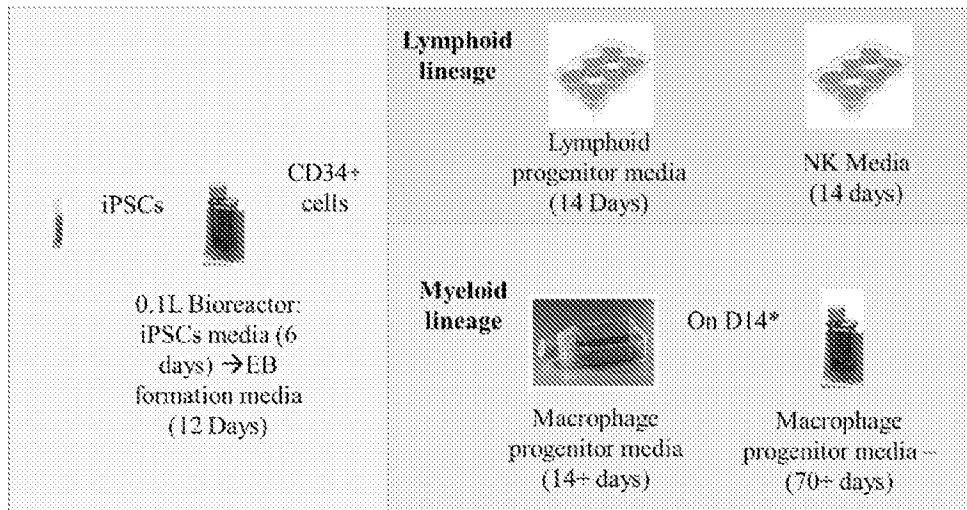 iPSCs
CD34+
cells
0.1L Bioreactor:
iPSCs media (6
days) →EB
formation media
(12 Days)
Lymphoid
lineage
Lymphoid
progenitor media
(14 Days)
NK Media
(14 days)
Myeloid
lineage
Macrophage
progenitor media
(14+ days)
On D14*
Macrophage
progenitor media –
(70+ days)